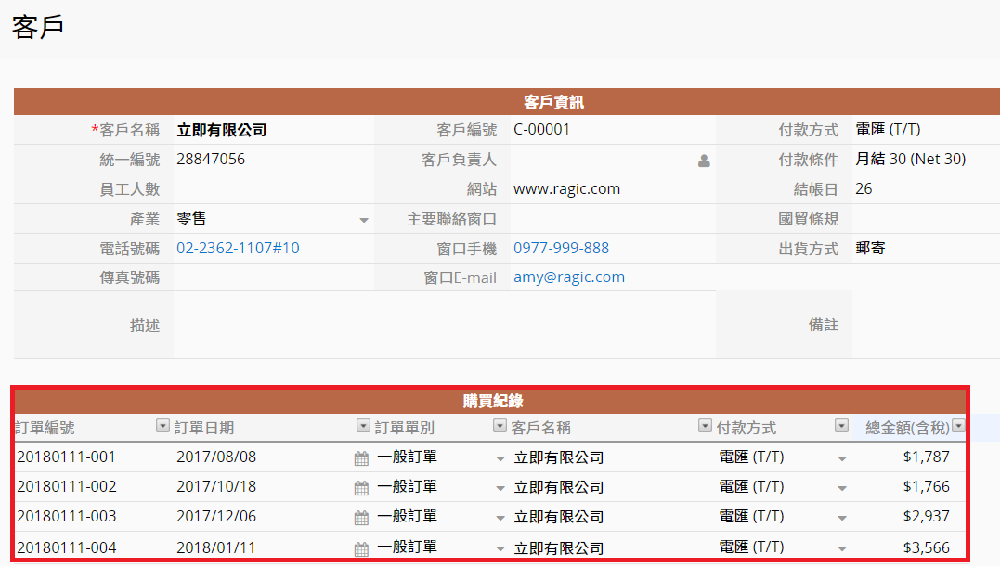 客戶
客戶資訊
*客戶名稱 立即有限公司 客戶編號 C-00001 付款方式 電匯 (T/T)
統一編號 28847056 客戶負責人 付款條件 月結 30 (Net 30)
員工人數 網站 www.ragic.com 結帳日 26
產業 零售 主要聯絡窗口 國貿條規
電話號碼 02-2362-1107#10 窗口手機 0977-999-888 出貨方式 郵寄
傳真號碼 窗口E-mail amy@ragic.com
描述 備註
購買紀錄
訂單編號 訂單日期 訂單單別 客戶名稱 付款方式 總金額(含稅)
20180111-001 2017/08/08 一般訂單 立即有限公司 電匯 (T/T) $1,787
20180111-002 2017/10/18 一般訂單 立即有限公司 電匯 (T/T) $1,766
20180111-003 2017/12/06 一般訂單 立即有限公司 電匯 (T/T) $2,937
20180111-004 2018/01/11 一般訂單 立即有限公司 電匯 (T/T) $3,566